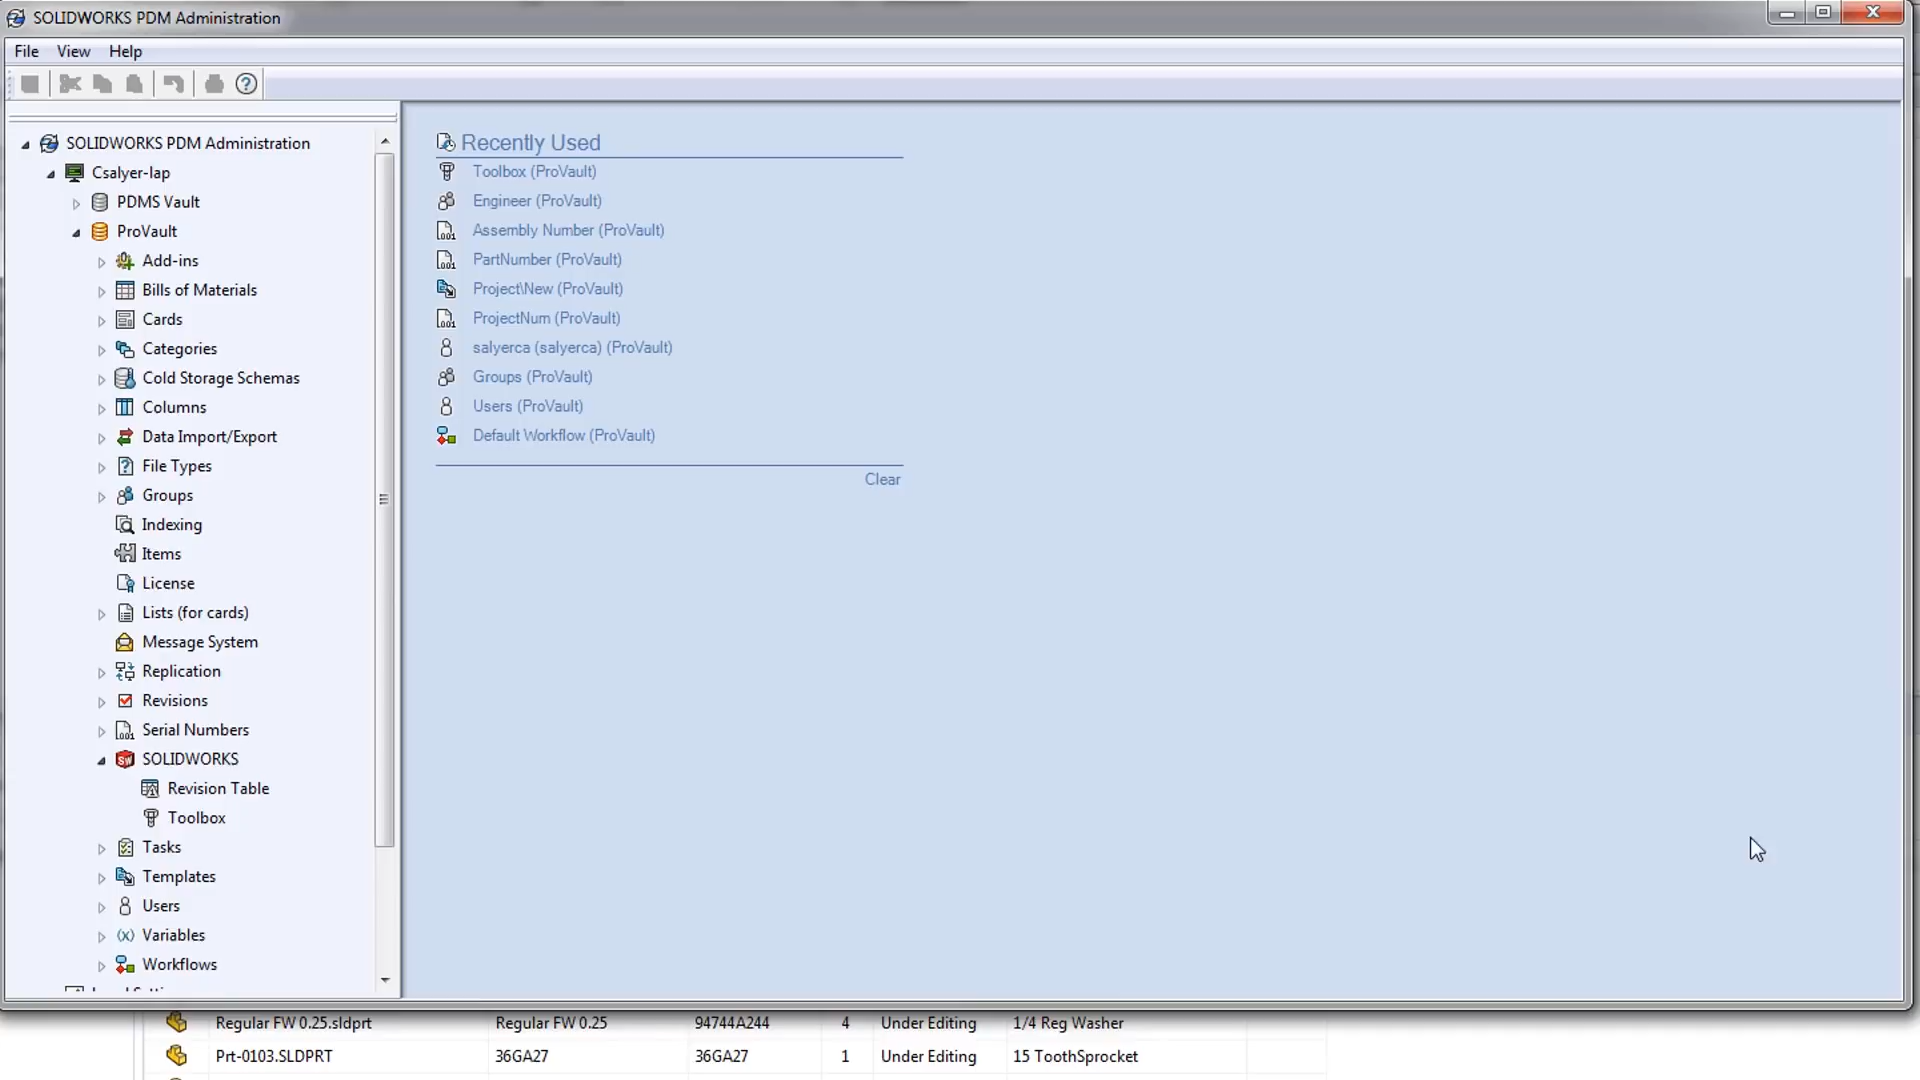 SOLIDWORKS PDM Administration
File View Help
SOLIDWORKS PDM Administration
Csalyer-lap
PDMS Vault
ProVault
Add-ins
Bills of Materials
Cards
Categories
Cold Storage Schemas
Columns
Data Import/Export
File Types
Groups
Indexing
Items
License
Lists (for cards)
Message System
Replication
Revisions
Serial Numbers
SOLIDWORKS
Revision Table
Toolbox
Tasks
Templates
Users
Variables
Workflows
Recently Used
Toolbox (ProVault)
Engineer (ProVault)
Assembly Number (ProVault)
PartNumber (ProVault)
Project\New (ProVault)
ProjectNum (ProVault)
salyerca (salyerca) (ProVault)
Groups (ProVault)
Users (ProVault)
Default Workflow (ProVault)
Clear
Regular FW 0.25.sldprt Regular FW 0.25 94744A244 4 Under Editing 1/4 Reg Washer
Prt-0103.SLDPRT 36GA27 36GA27 1 Under Editing 15 ToothSprocket